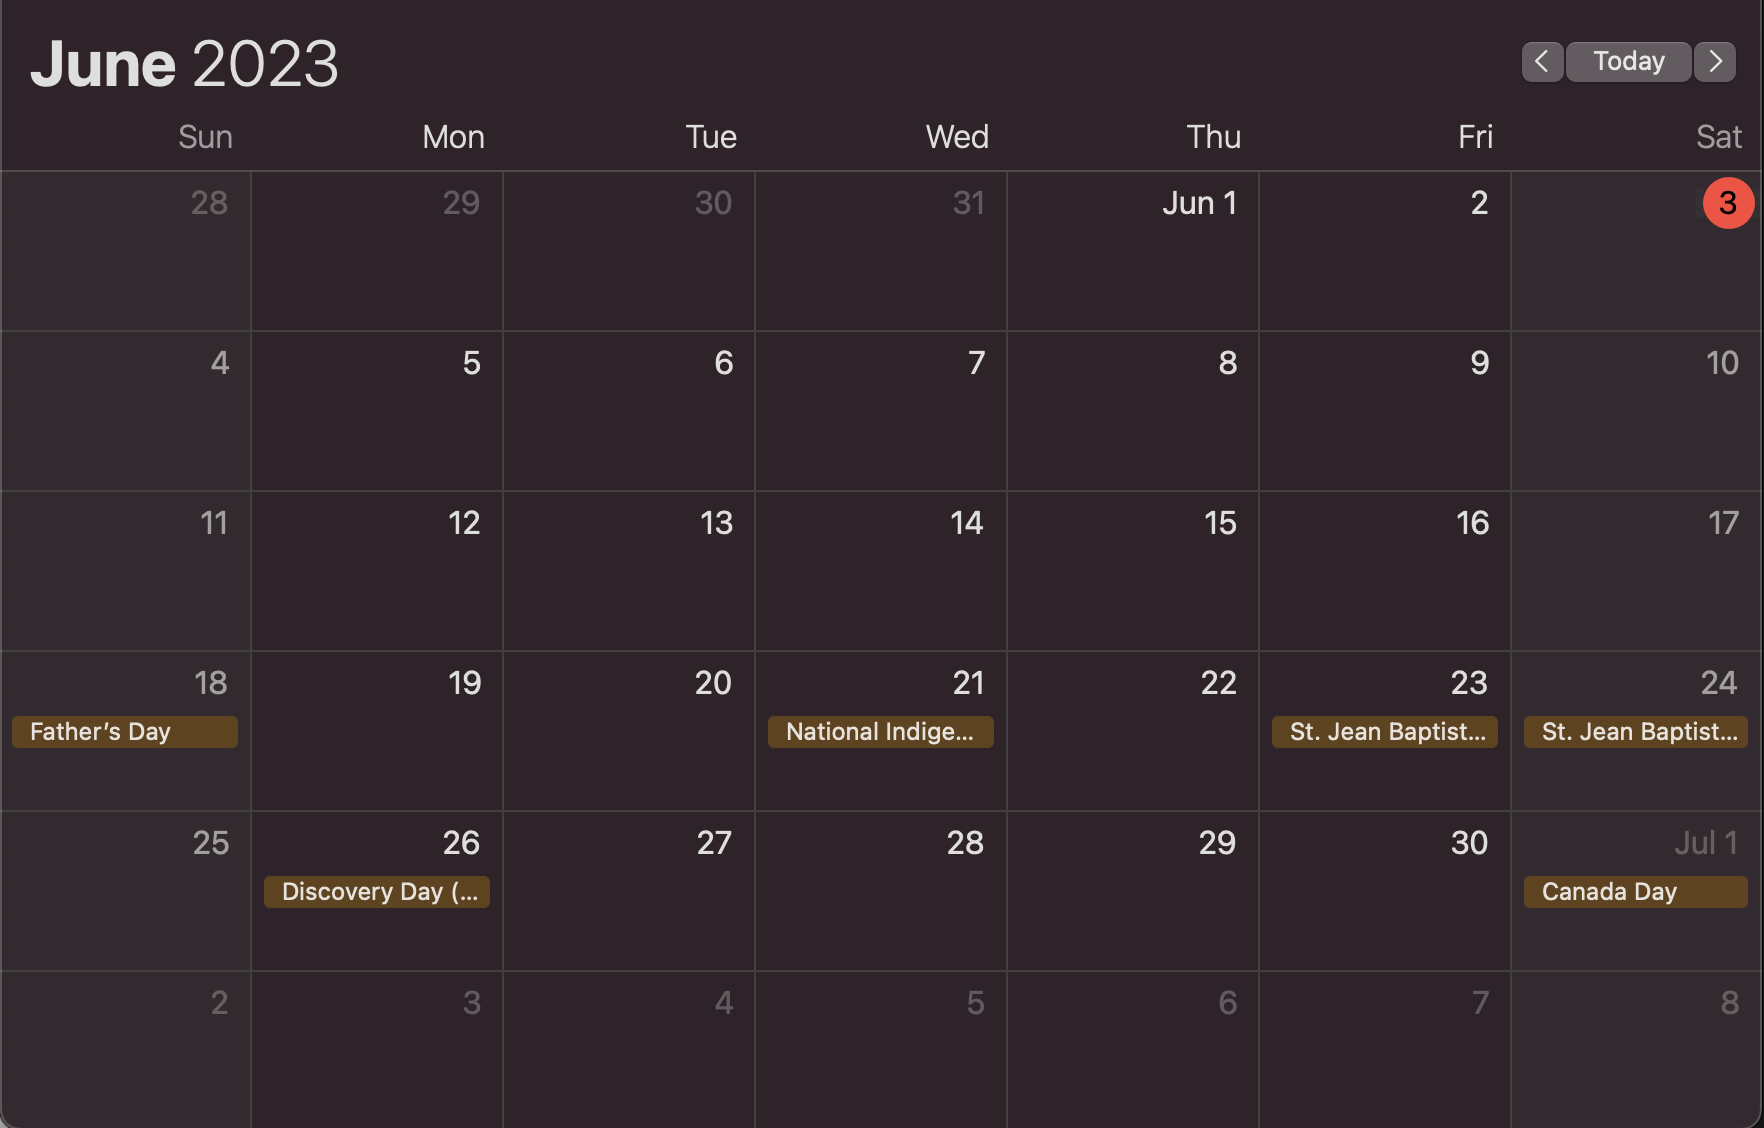 June 2023
Today
Sun Mon Tue Wed Thu Fri Sat
28 29 30 31 Jun 1 2 3
4 5 6 7 8 9 10
11 12 13 14 15 16 17
18 19 20 21 22 23 24
Father’s Day National Indige... St. Jean Baptist... St. Jean Baptist...
25 26 27 28 29 30 Jul 1
Discovery Day (... Canada Day
2 3 4 5 6 7 8